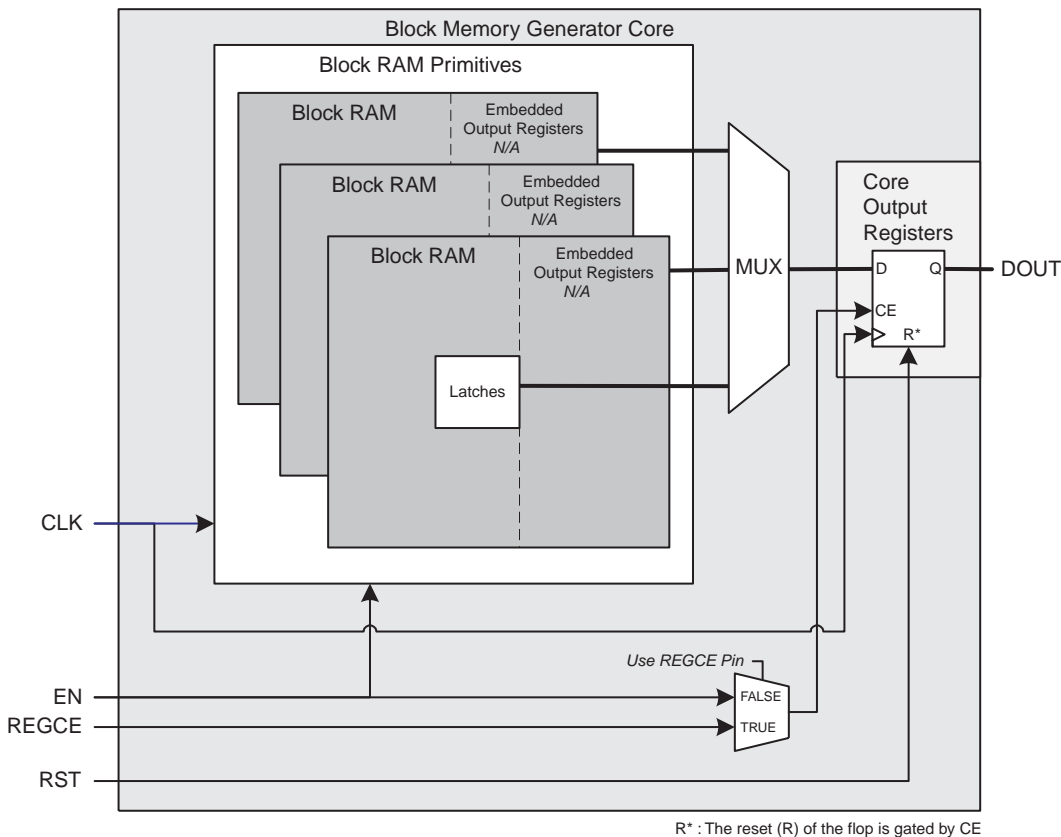 Block Memory Generator Core
Block RAM Primitives
Block RAM
Embedded
Output Registers
N/A
Block RAM
Embedded
Output Registers
N/A
Block RAM
Embedded
Output Registers
N/A
Latches
MUX
Core
Output
Registers
D
Q
CE
R*
DOUT
CLK
Use REGCE Pin
EN
FALSE
REGCE
TRUE
RST
R* : The reset (R) of the flop is gated by CE